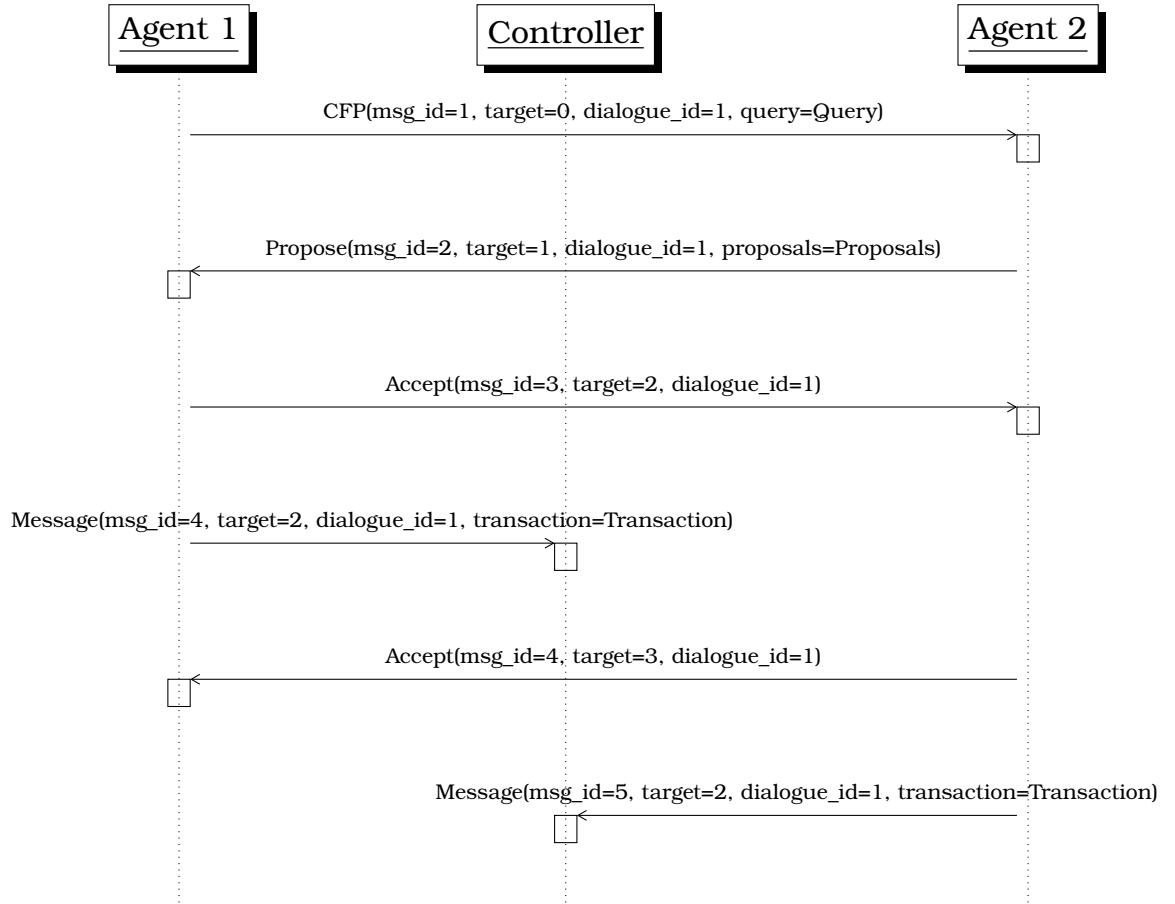 Agent 1
Controller
Agent 2
CFP(msg_id=1, target=0, dialogue_id=1, query=Query)
Propose(msg_id=2, target=1, dialogue_id=1, proposals=Proposals)
Accept(msg_id=3, target=2, dialogue_id=1)
Message(msg_id=4, target=2, dialogue_id=1, transaction=Transaction)
Accept(msg_id=4, target=3, dialogue_id=1)
Message(msg_id=5, target=2, dialogue_id=1, transaction=Transaction)